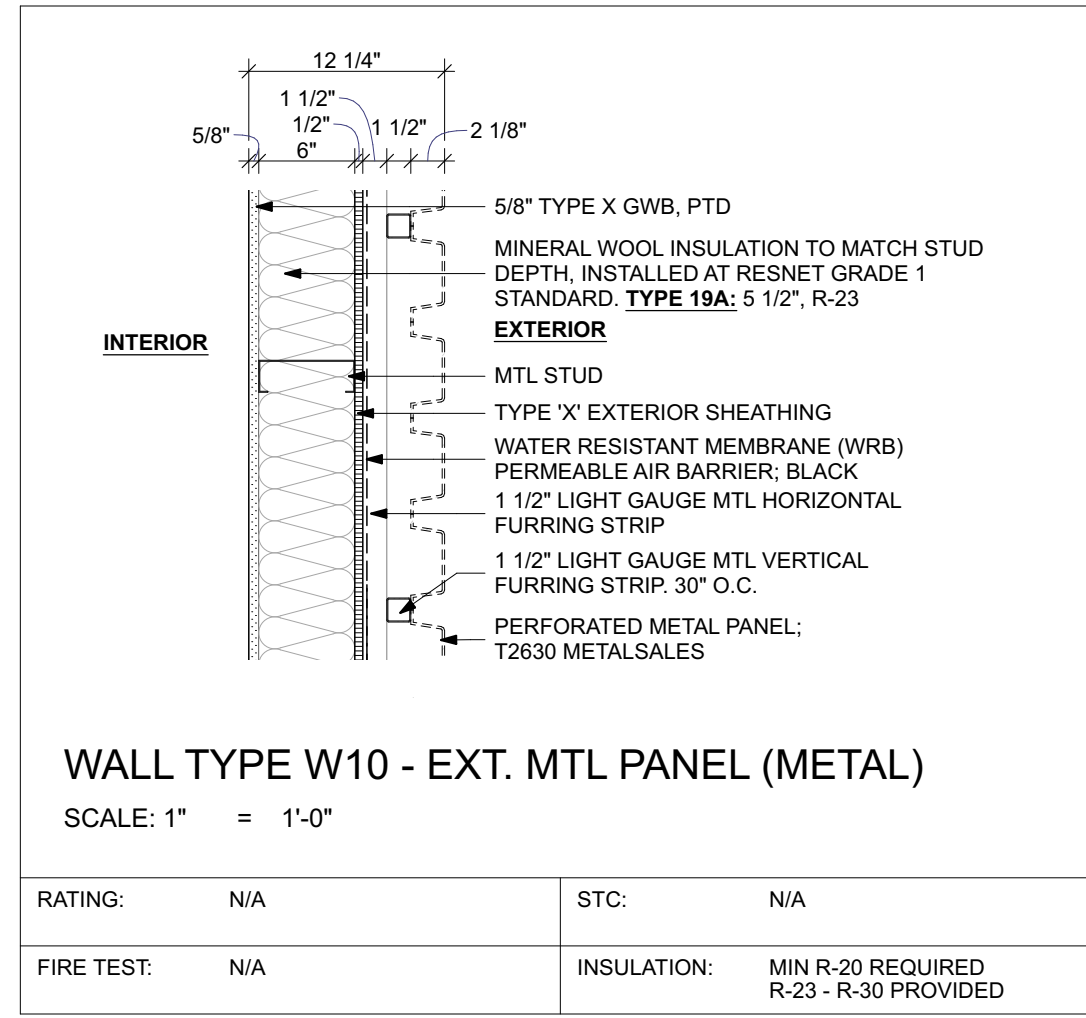 12 1/4"
1 1/2"
5/8"
1/2"
1 1/2"
2 1/8"
6"
5/8" TYPE X GWB, PTD
MINERAL WOOL INSULATION TO MATCH STUD
DEPTH, INSTALLED AT RESNET GRADE 1
STANDARD. TYPE 19A: 5 1/2", R-23
INTERIOR
EXTERIOR
MTL STUD
TYPE 'X' EXTERIOR SHEATHING
WATER RESISTANT MEMBRANE (WRB)
PERMEABLE AIR BARRIER; BLACK
1 1/2" LIGHT GAUGE MTL HORIZONTAL
FURRING STRIP
1 1/2" LIGHT GAUGE MTL VERTICAL
FURRING STRIP. 30" O.C.
PERFORATED METAL PANEL;
T2630 METALSALES
WALL TYPE W10 - EXT. MTL PANEL (METAL)
SCALE: 1" = 1'-0"
RATING: N/A
STC: N/A
FIRE TEST: N/A
INSULATION: MIN R-20 REQUIRED
R-23 - R-30 PROVIDED